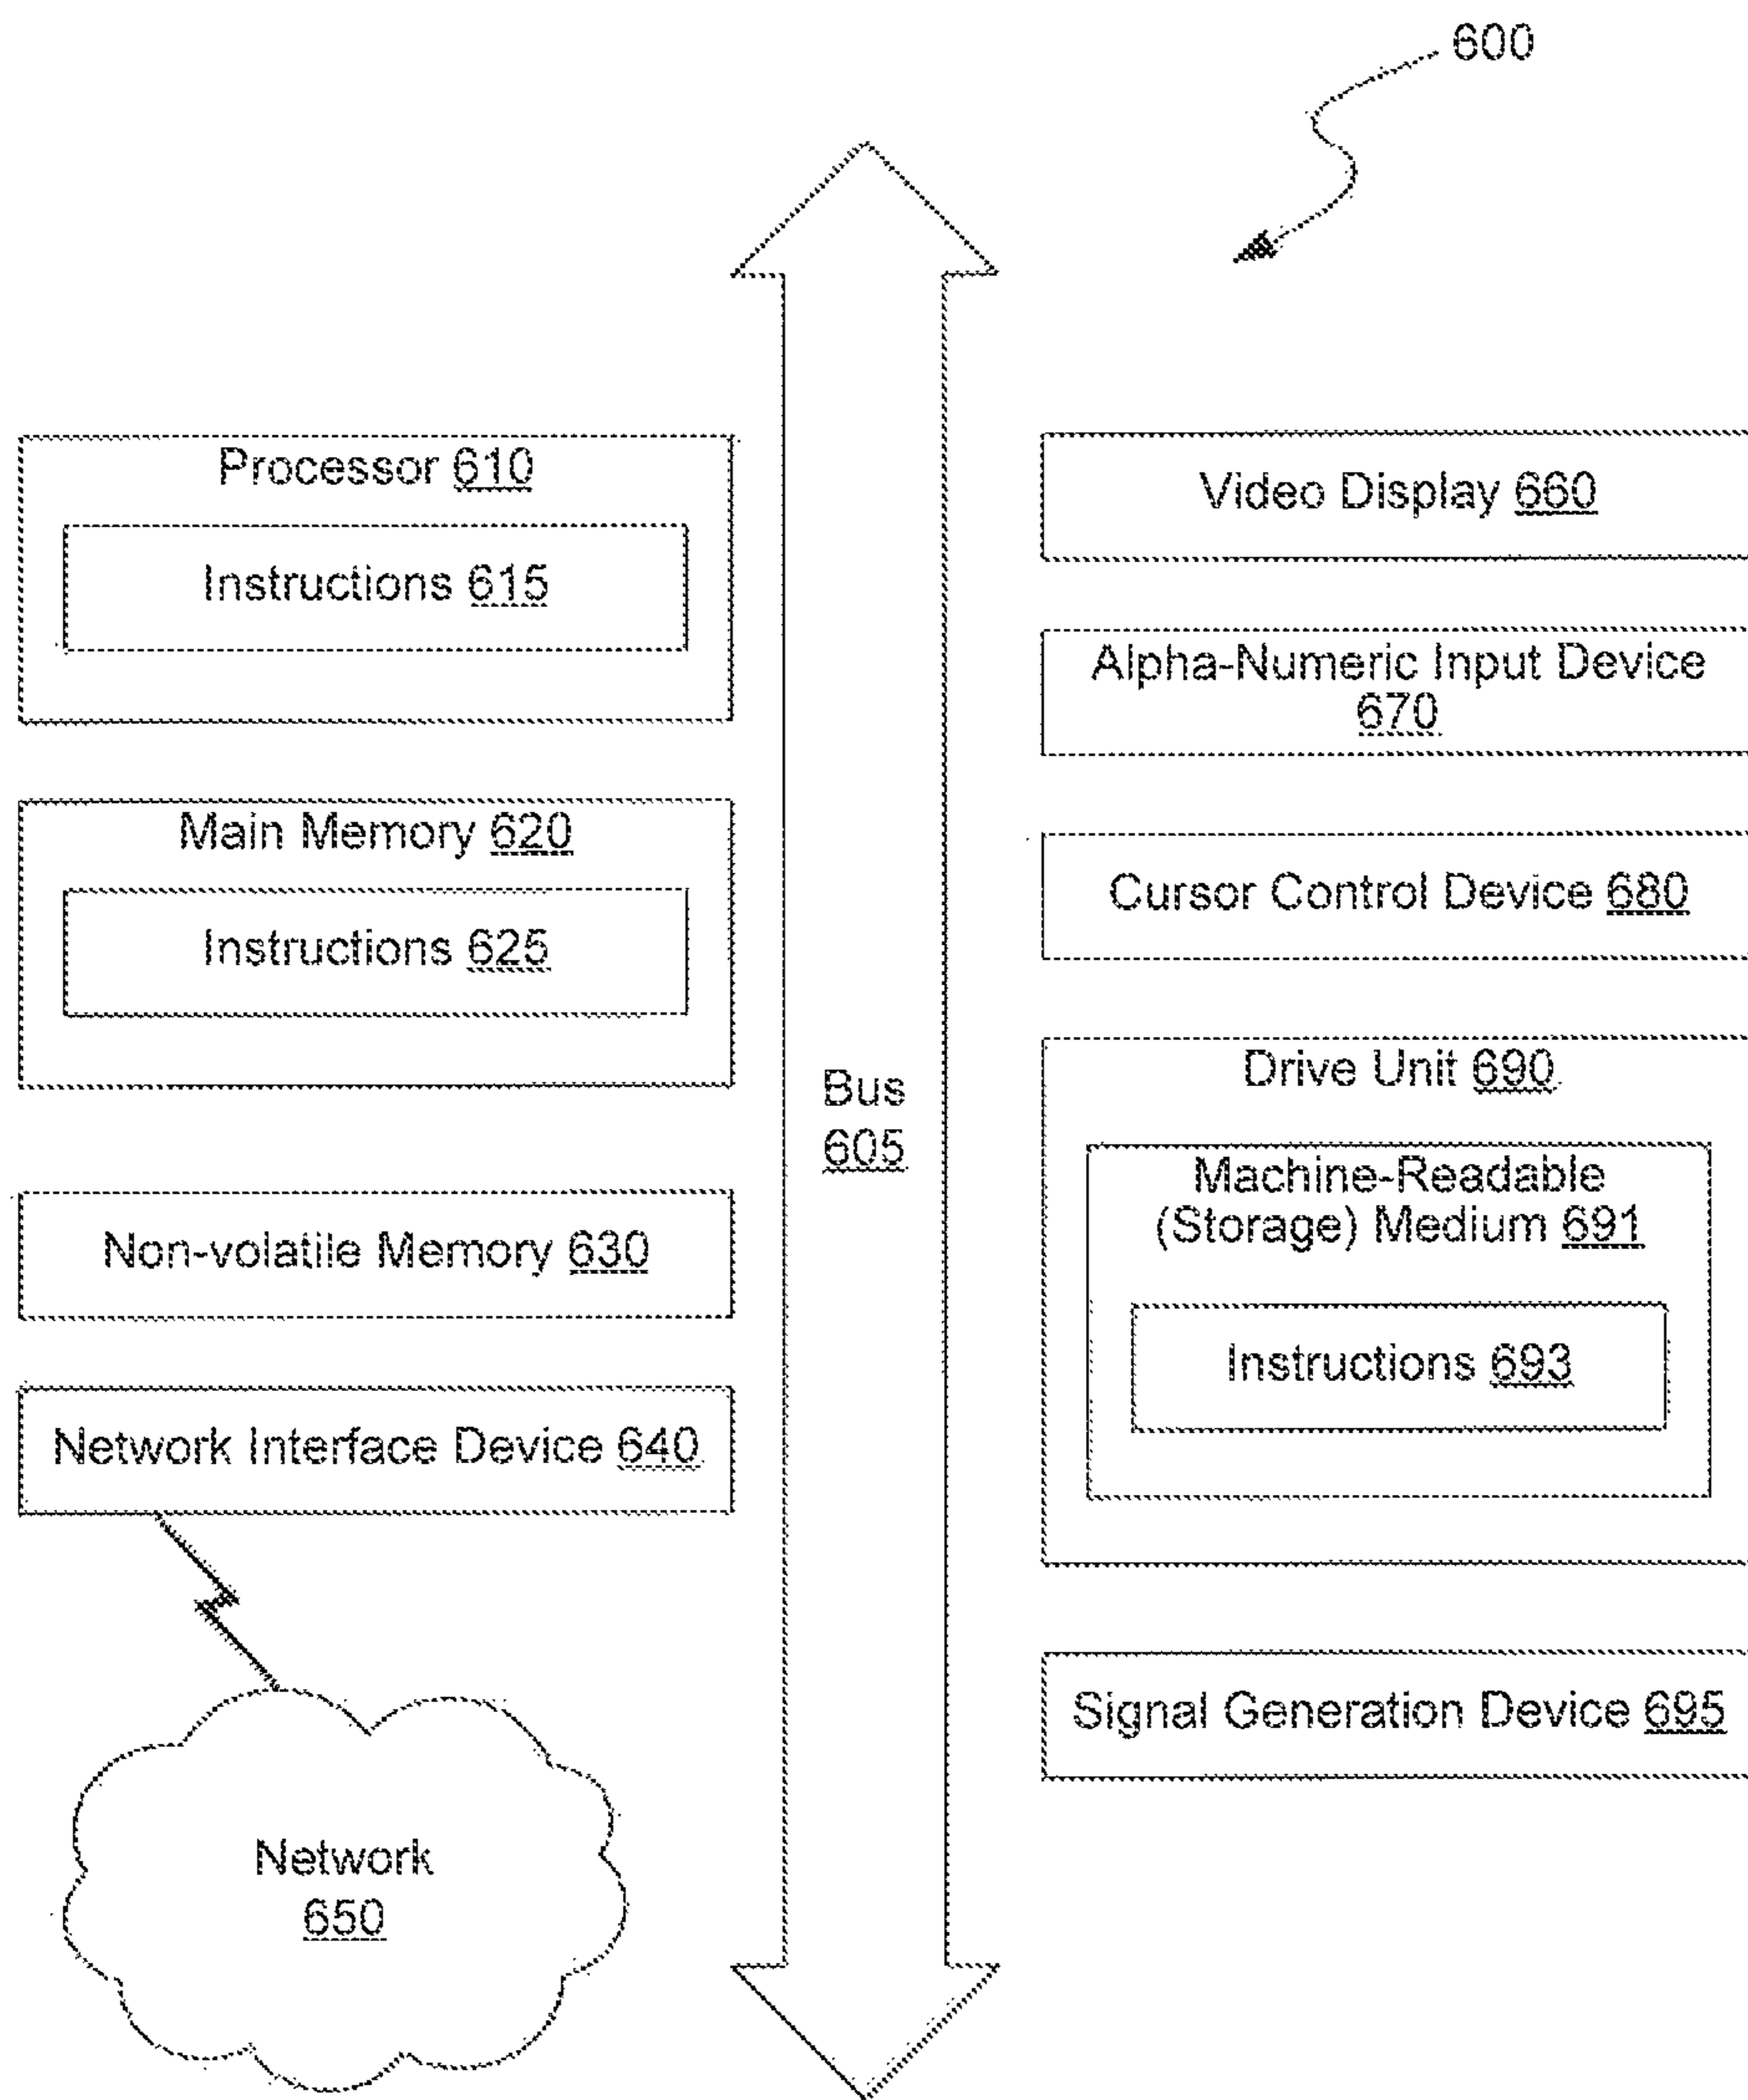 600
Processor 610
Instructions 615
Main Memory 620
Instructions 625
Non-volatile Memory 630
Network Interface Device 640
Network
650
Bus
605
Video Display 660
Alpha-Numeric Input Device
670
Cursor Control Device 680
Drive Unit 690
Machine-Readable
(Storage) Medium 691
Instructions 693
Signal Generation Device 695